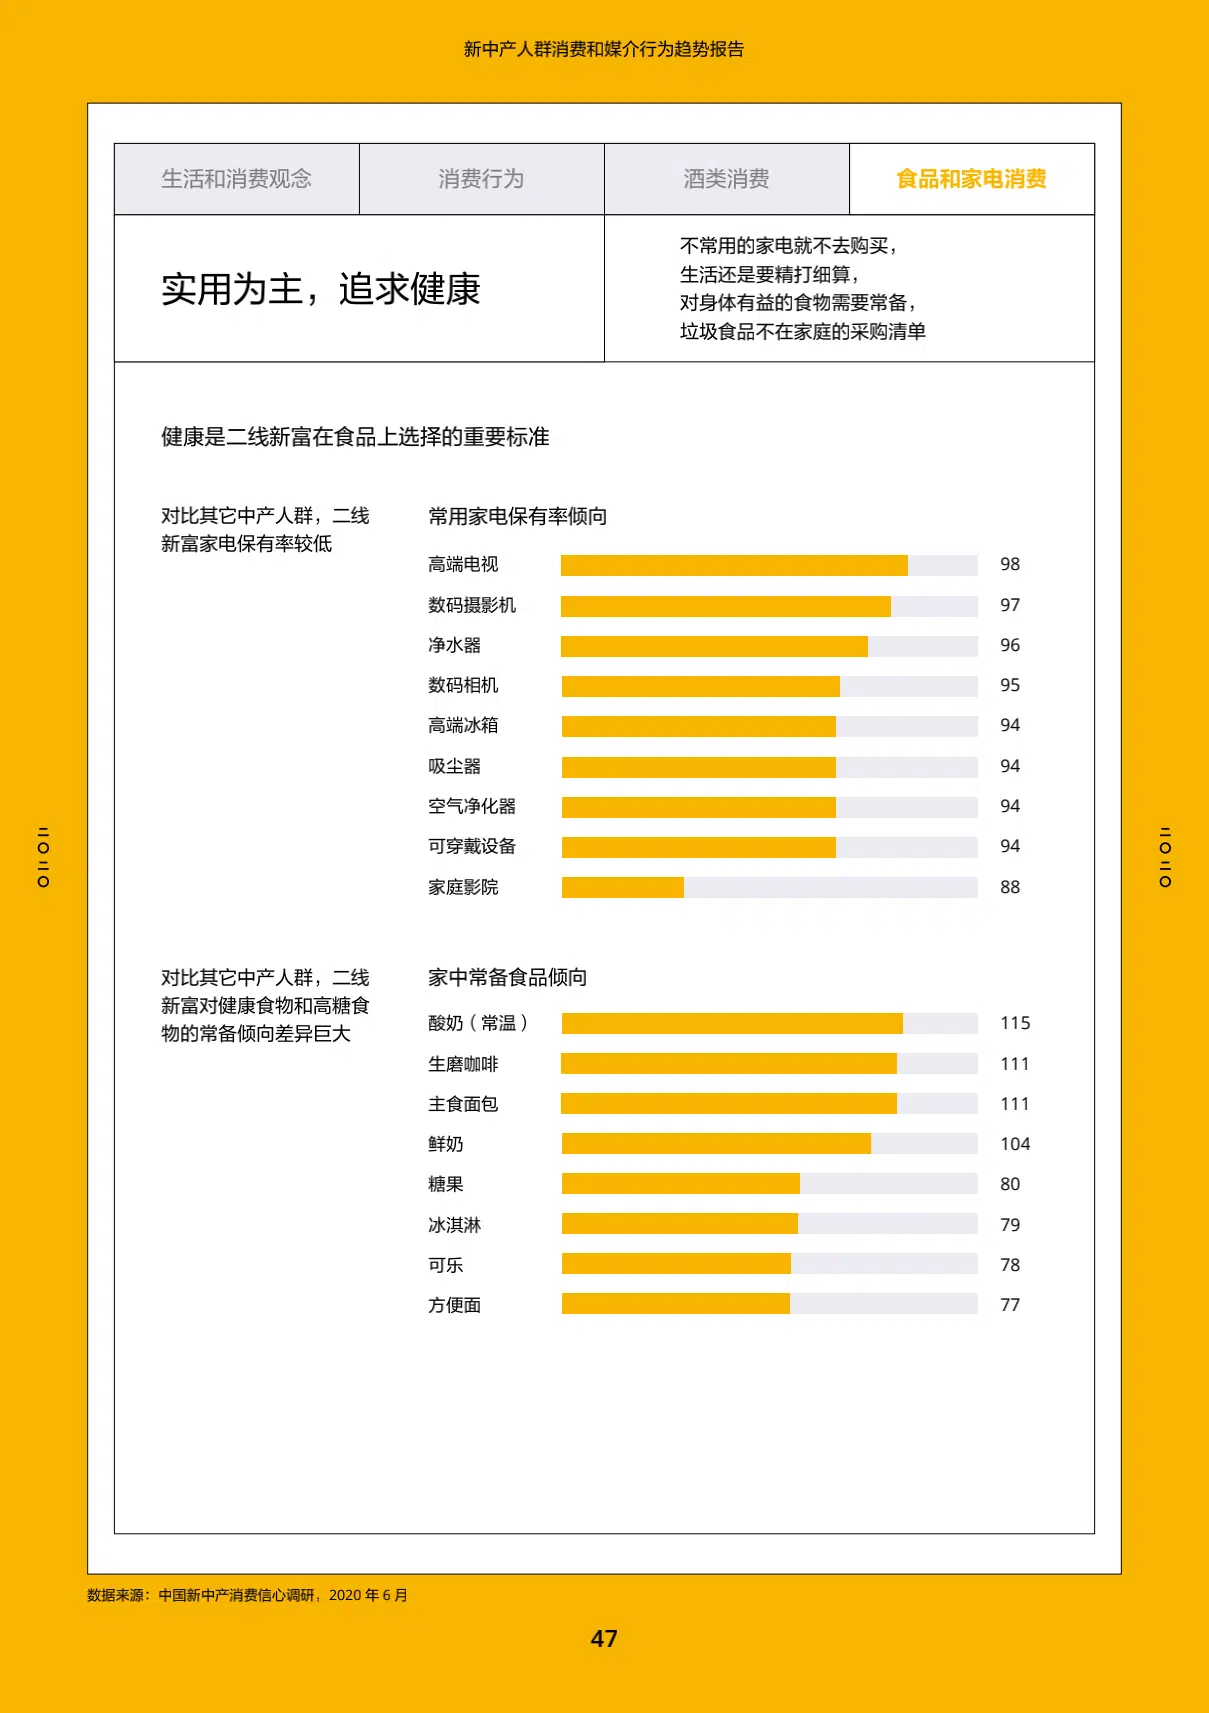 新中产人群消费和媒介行为趋势报告
生活和消费观念
消费行为
酒类消费
食品和家电消费
实用为主，追求健康
不常用的家电就不去购买，
生活还是要精打细算，
对身体有益的食物需要常备，
垃圾食品不在家庭的采购清单
健康是二线新富在食品上选择的重要标准
对比其它中产人群，二线
新富家电保有率较低
常用家电保有率倾向
高端电视 98
数码摄影机 97
净水器 96
数码相机 95
高端冰箱 94
吸尘器 94
空气净化器 94
可穿戴设备 94
家庭影院 88
二〇二〇
二〇二〇
对比其它中产人群，二线
新富对健康食物和高糖食
物的常备倾向差异巨大
家中常备食品倾向
酸奶（常温） 115
生磨咖啡 111
主食面包 111
鲜奶 104
糖果 80
冰淇淋 79
可乐 78
方便面 77
数据来源：中国新中产消费信心调研，2020 年 6 月
47